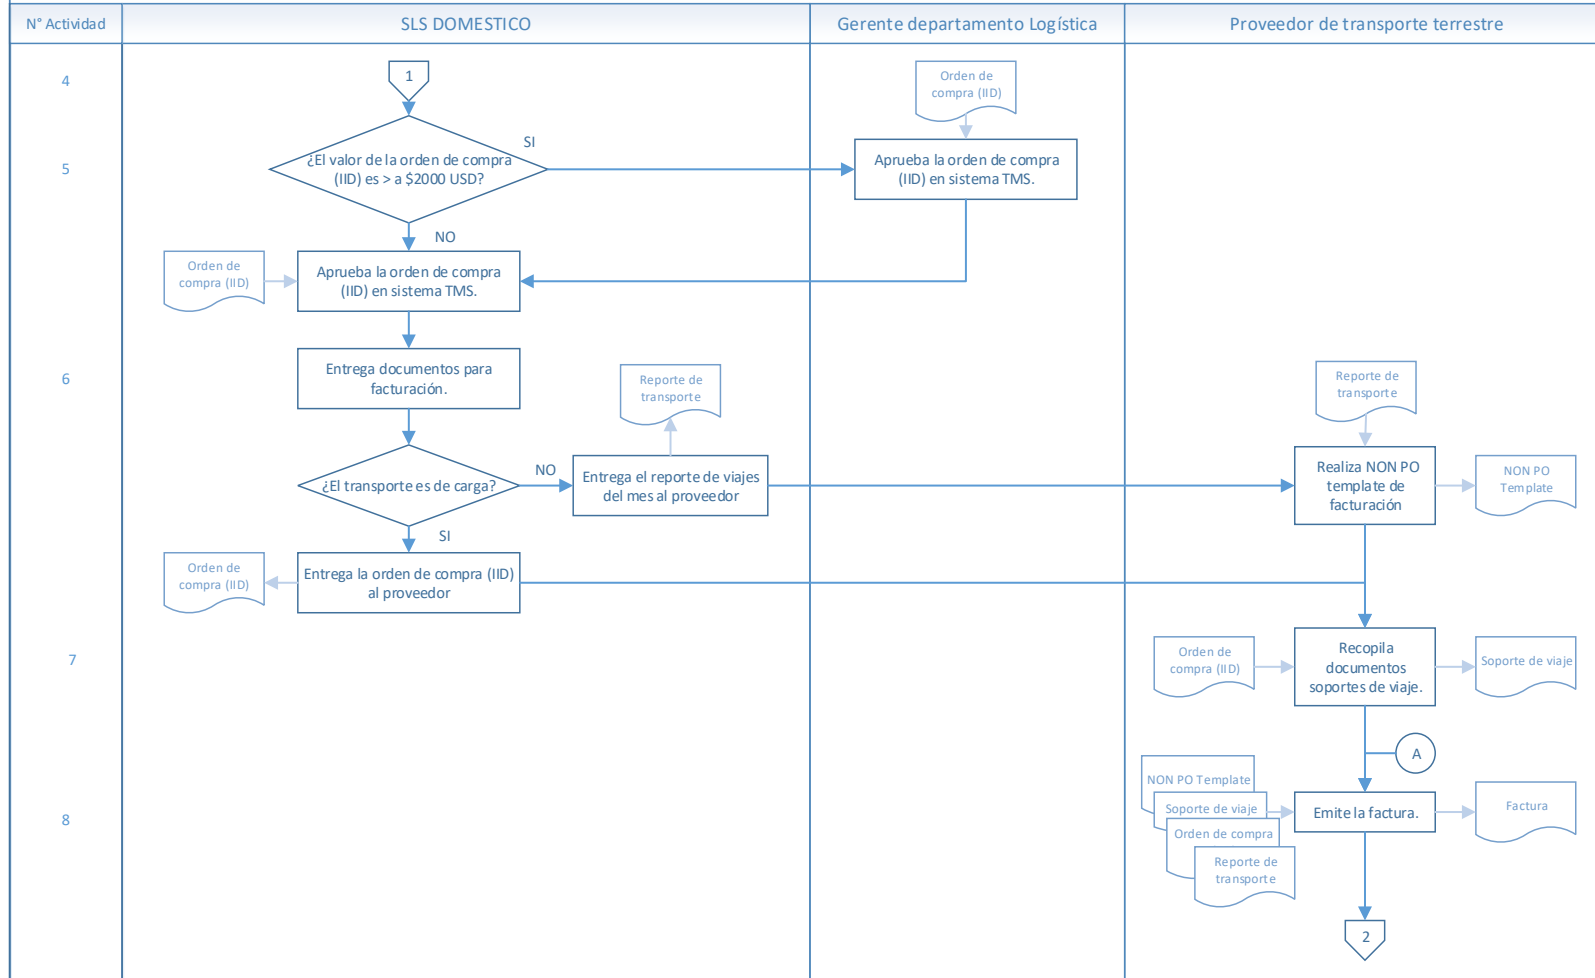 N° Actividad
SLS DOMESTICO
Gerente departamento Logística
Proveedor de transporte terrestre
4
1
Orden de
compra (IID)
5
¿El valor de la orden de compra
(IID) es > a $2000 USD?
SI
Aprueba la orden de compra
(IID) en sistema TMS.
NO
Orden de
compra (IID)
Aprueba la orden de compra
(IID) en sistema TMS.
6
Entrega documentos para
facturación.
Reporte de
transporte
Reporte de
transporte
¿El transporte es de carga?
NO
Entrega el reporte de viajes
del mes al proveedor
Realiza NON PO
template de
facturación
NON PO
Template
SI
Orden de
compra (IID)
Entrega la orden de compra (IID)
al proveedor
7
Orden de
compra (IID)
Recopila
documentos
soportes de viaje.
Soporte de viaje
A
8
NON PO Template
Soporte de viaje
Orden de compra
Reporte de
transporte
Emite la factura.
Factura
2